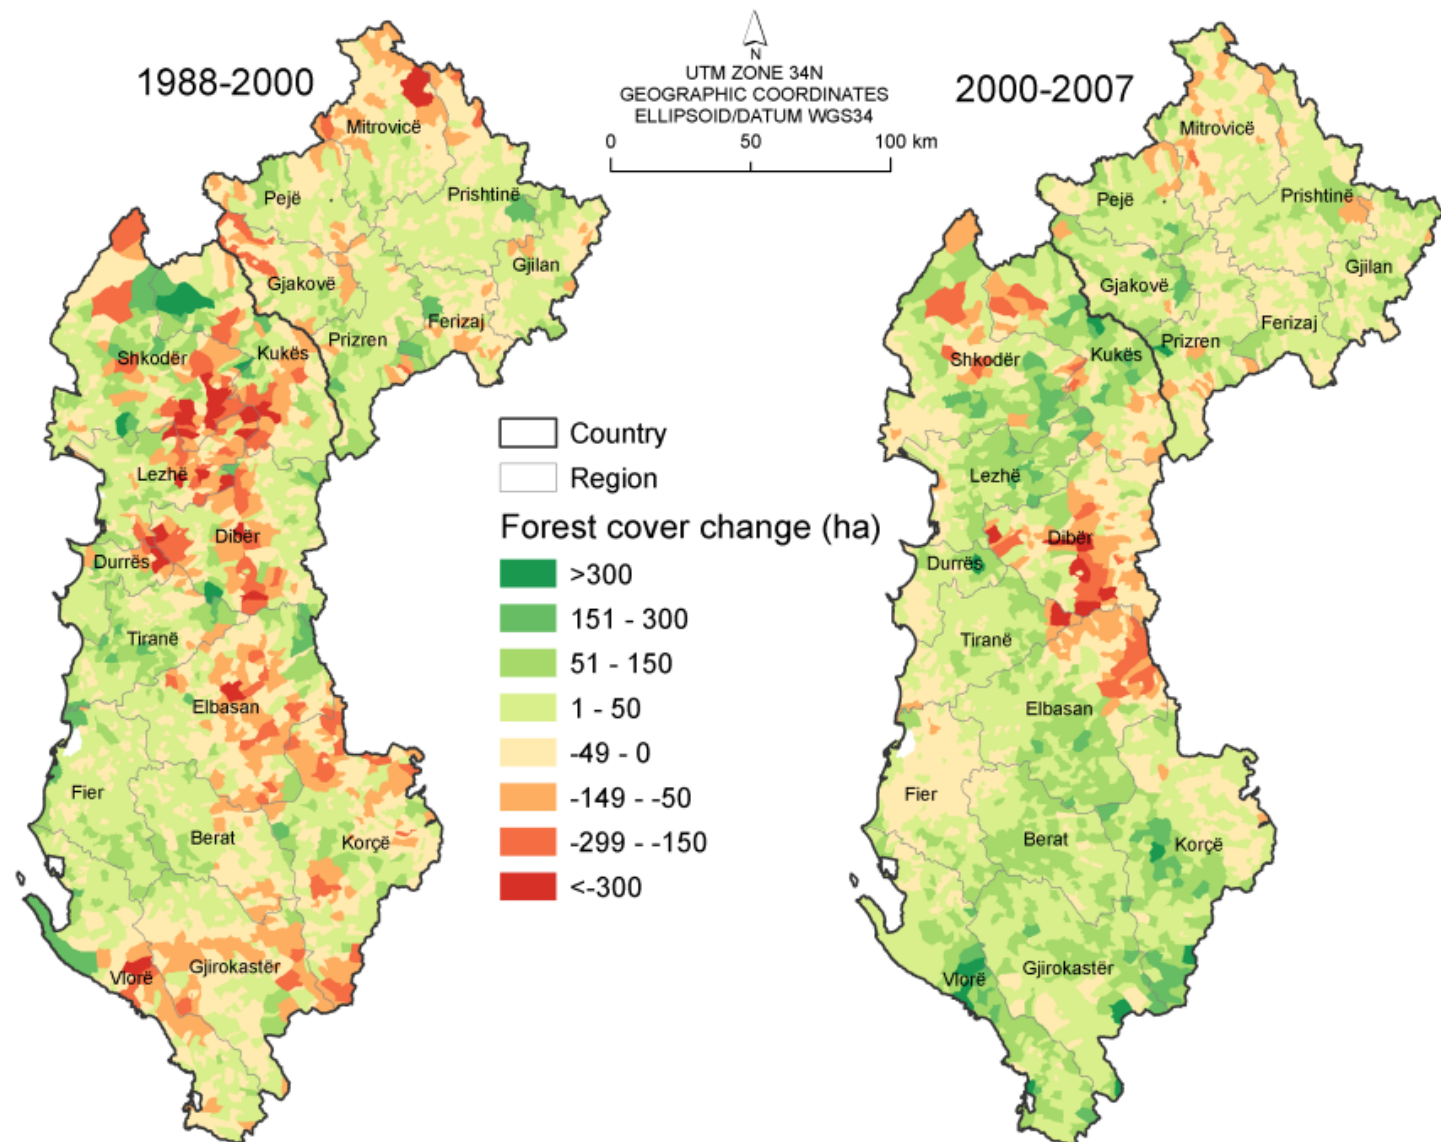 1988-2000
N
UTM ZONE 34N
GEOGRAPHIC COORDINATES
ELLIPSOID/DATUM WGS34
0 50 100 km
2000-2007
Mitrovicë
Pejë
Prishtinë
Gjakovë
Gjilan
Ferizaj
Prizren
Shkodër
Kukës
Lezhë
Dibër
Durrës
Tiranë
Elbasan
Fier
Berat
Korçë
Vlorë
Gjirokastër
Country
Region
Forest cover change (ha)
>300
151 - 300
51 - 150
1 - 50
-49 - 0
-149 - -50
-299 - -150
<-300
Mitrovicë
Pejë
Prishtinë
Gjakovë
Gjilan
Ferizaj
Prizren
Shkodër
Kukës
Lezhë
Dibër
Durrës
Tiranë
Elbasan
Fier
Berat
Korçë
Vlorë
Gjirokastër